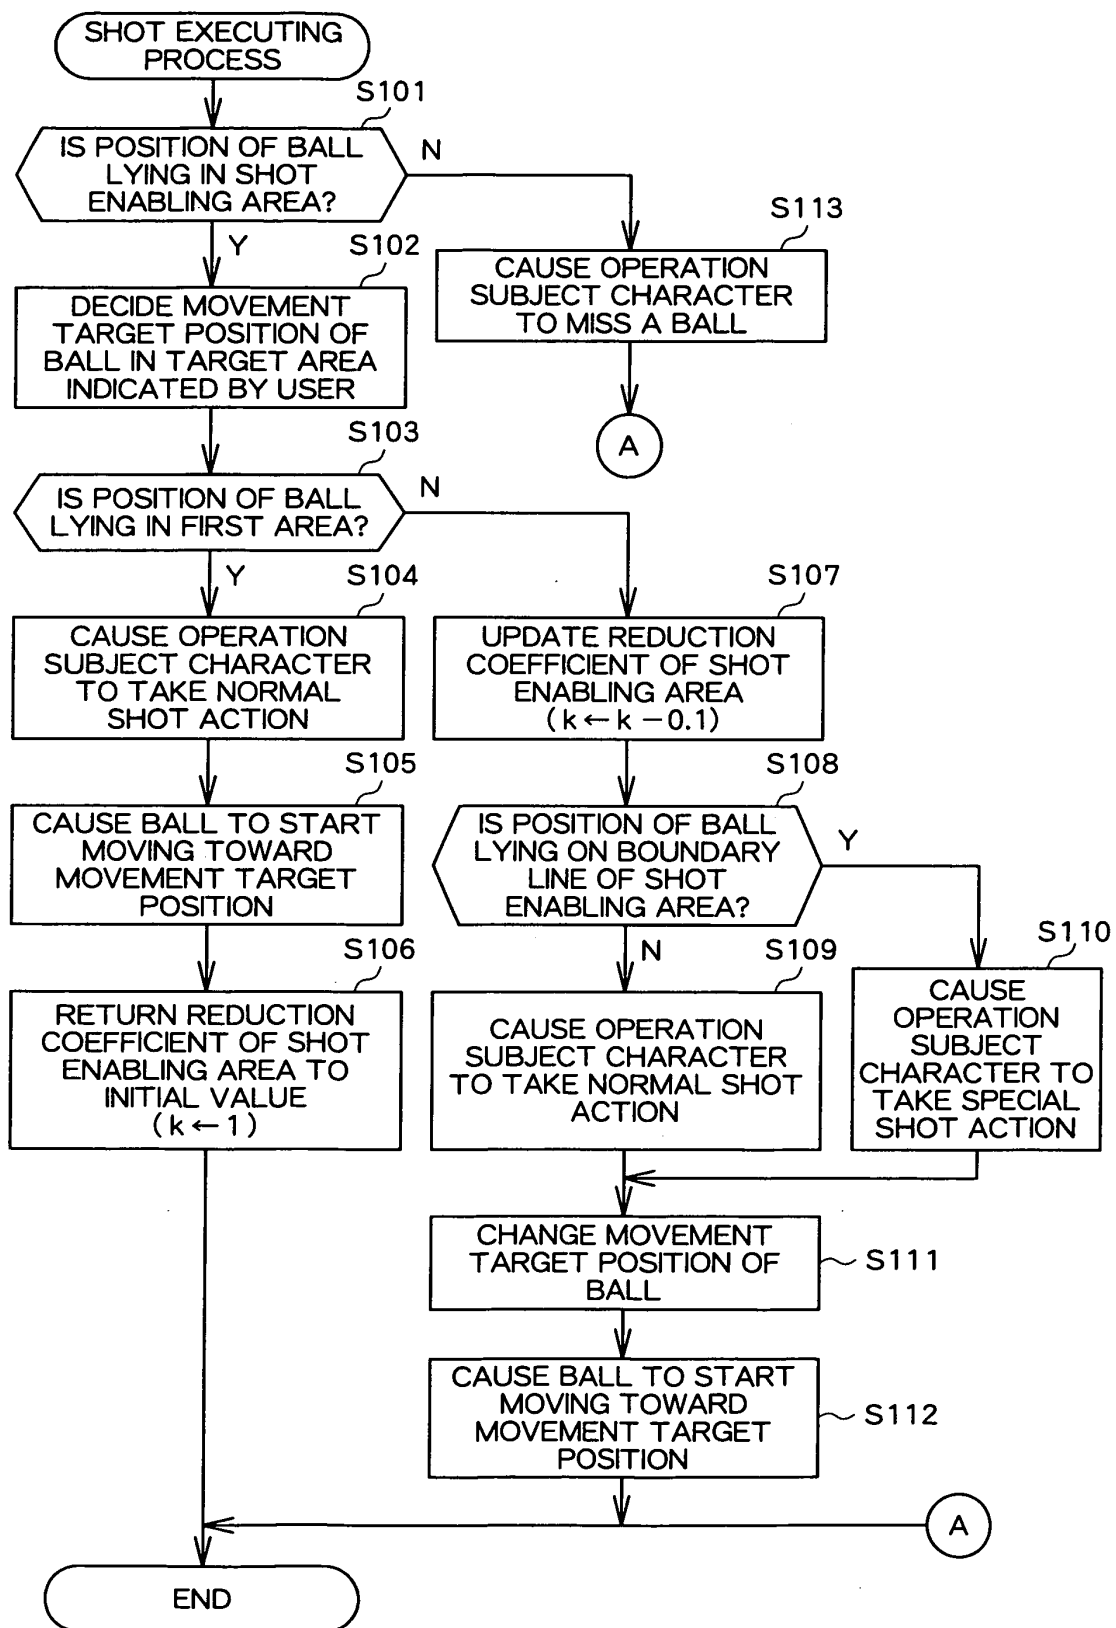 SHOT EXECUTING
PROCESS
S101
IS POSITION OF BALL
LYING IN SHOT
ENABLING AREA?
N
Y
S113
CAUSE OPERATION
SUBJECT CHARACTER
TO MISS A BALL
A
S102
DECIDE MOVEMENT
TARGET POSITION OF
BALL IN TARGET AREA
INDICATED BY USER
S103
IS POSITION OF BALL
LYING IN FIRST AREA?
N
Y
S104
CAUSE OPERATION
SUBJECT CHARACTER
TO TAKE NORMAL
SHOT ACTION
S107
UPDATE REDUCTION
COEFFICIENT OF SHOT
ENABLING AREA
(k←k-0.1)
S105
CAUSE BALL TO START
MOVING TOWARD
MOVEMENT TARGET
POSITION
S108
IS POSITION OF BALL
LYING ON BOUNDARY
LINE OF SHOT
ENABLING AREA?
Y
N
S106
RETURN REDUCTION
COEFFICIENT OF SHOT
ENABLING AREA TO
INITIAL VALUE
(k←1)
S109
CAUSE OPERATION
SUBJECT CHARACTER
TO TAKE NORMAL SHOT
ACTION
S110
CAUSE
OPERATION
SUBJECT
CHARACTER TO
TAKE SPECIAL
SHOT ACTION
CHANGE MOVEMENT
TARGET POSITION OF
BALL
S111
CAUSE BALL TO START
MOVING TOWARD
MOVEMENT TARGET
POSITION
S112
A
END